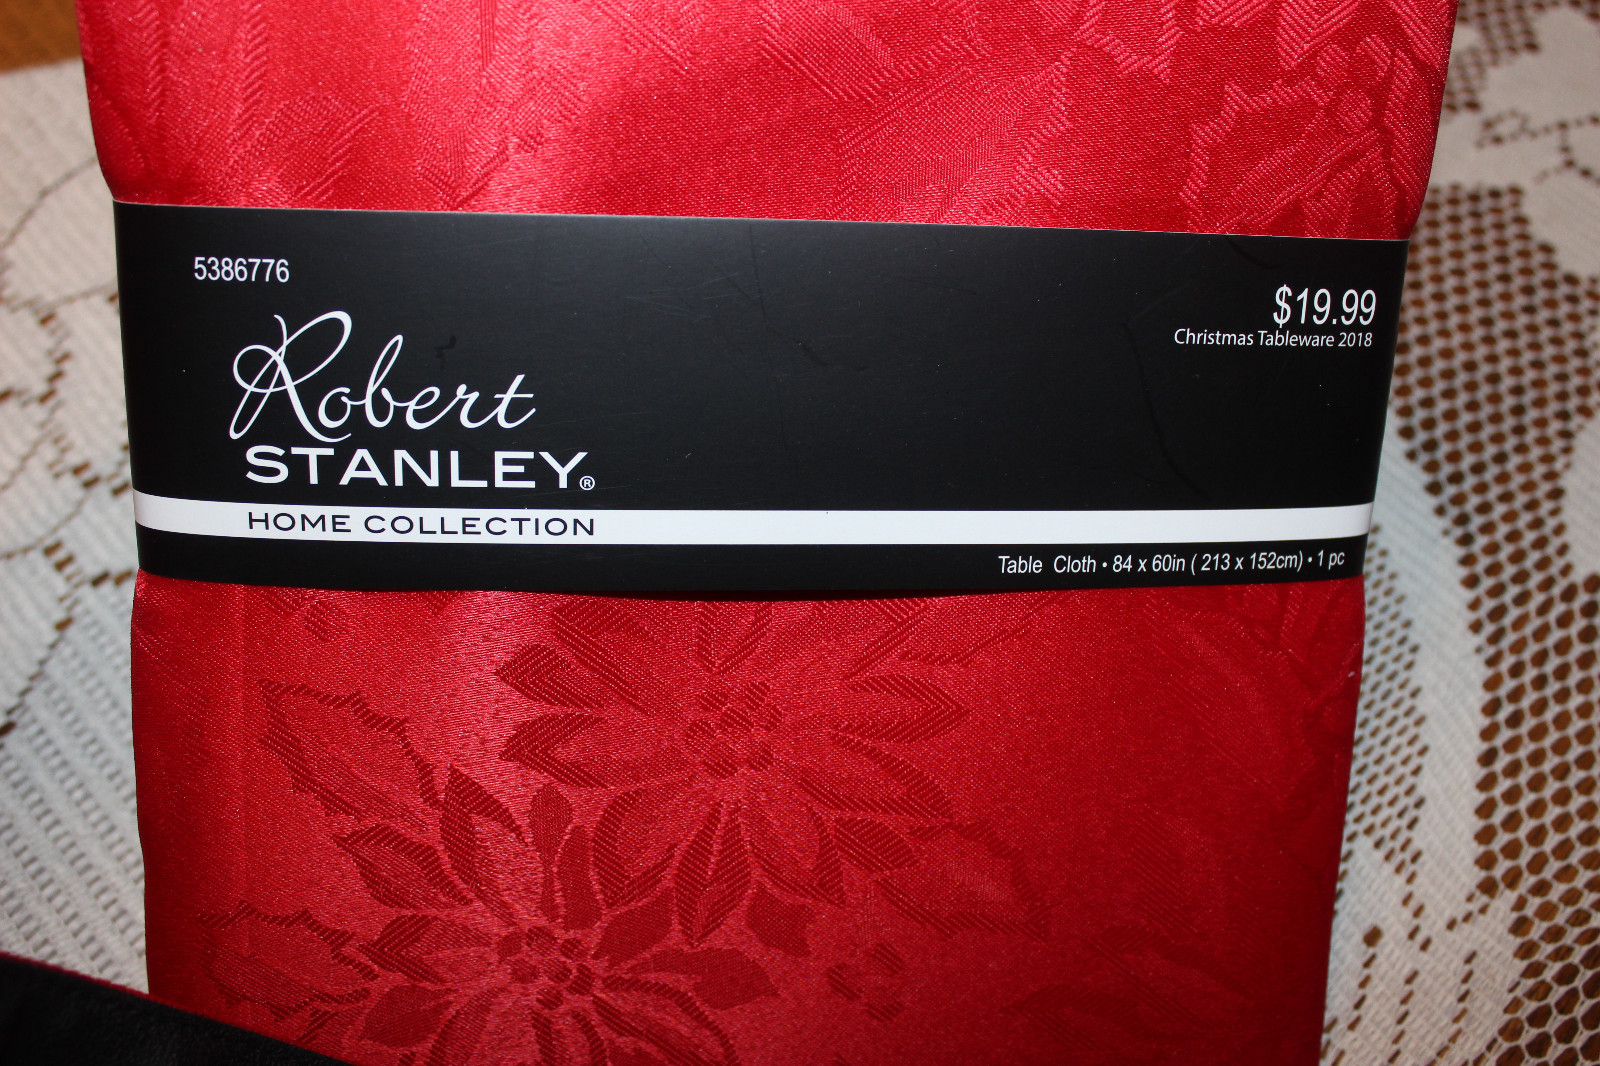 5386776
$19.99
Christmas Tableware 2018
Robert
STANLEY®
HOME COLLECTION
Table Cloth • 84 x 60in ( 213 x 152cm) • 1 pc